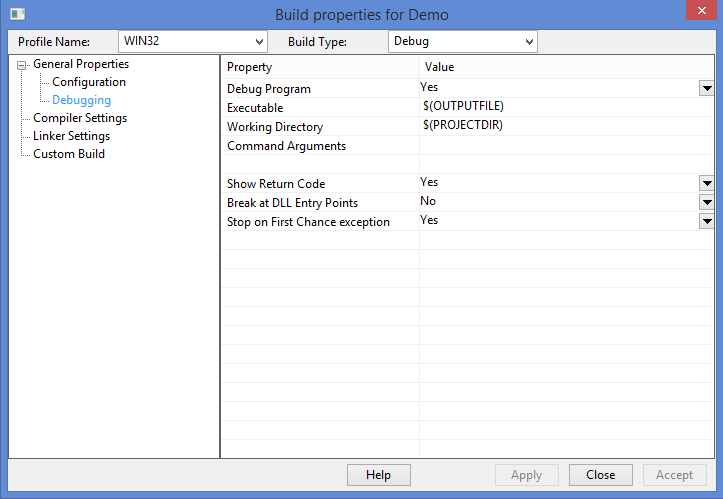 Build properties for Demo
Profile Name: WIN32 Build Type: Debug
General Properties
Configuration
Debugging
Compiler Settings
Linker Settings
Custom Build
Property Value
Debug Program Yes
Executable $(OUTPUTFILE)
Working Directory $(PROJECTDIR)
Command Arguments
Show Return Code Yes
Break at DLL Entry Points No
Stop on First Chance exception Yes
Help Apply Close Accept